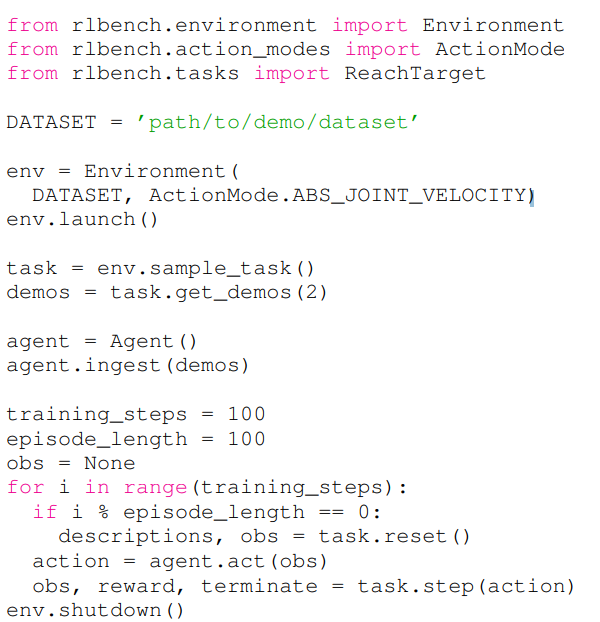 from rlbench.environment import Environment
from rlbench.action_modes import ActionMode
from rlbench.tasks import ReachTarget
DATASET = 'path/to/demo/dataset'
env = Environment(
  DATASET, ActionMode.ABS_JOINT_VELOCITY)
env.launch()
task = env.sample_task()
demos = task.get_demos(2)
agent = Agent()
agent.ingest(demos)
training_steps = 100
episode_length = 100
obs = None
for i in range(training_steps):
  if i % episode_length == 0:
    descriptions, obs = task.reset()
  action = agent.act(obs)
  obs, reward, terminate = task.step(action)
env.shutdown()